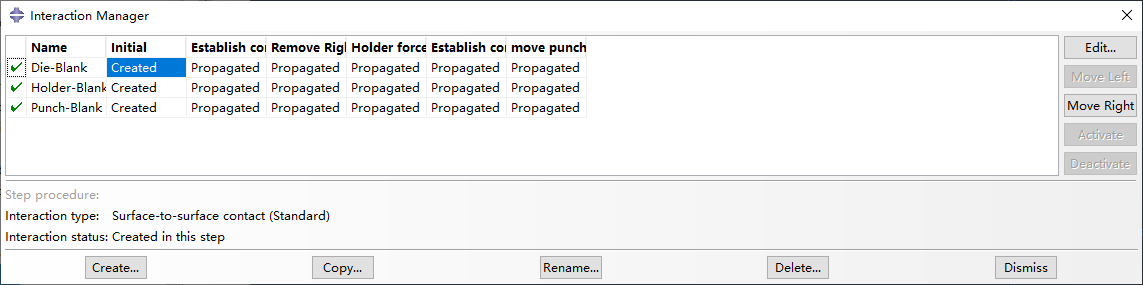 Interaction Manager
Name Initial Establish con Remove Righ Holder force Establish con move punch
Die-Blank Created Propagated Propagated Propagated Propagated Propagated
Holder-Blank Created Propagated Propagated Propagated Propagated Propagated
Punch-Blank Created Propagated Propagated Propagated Propagated Propagated
Edit...
Move Left
Move Right
Activate
Deactivate
Step procedure:
Interaction type: Surface-to-surface contact (Standard)
Interaction status: Created in this step
Create... Copy... Rename... Delete... Dismiss